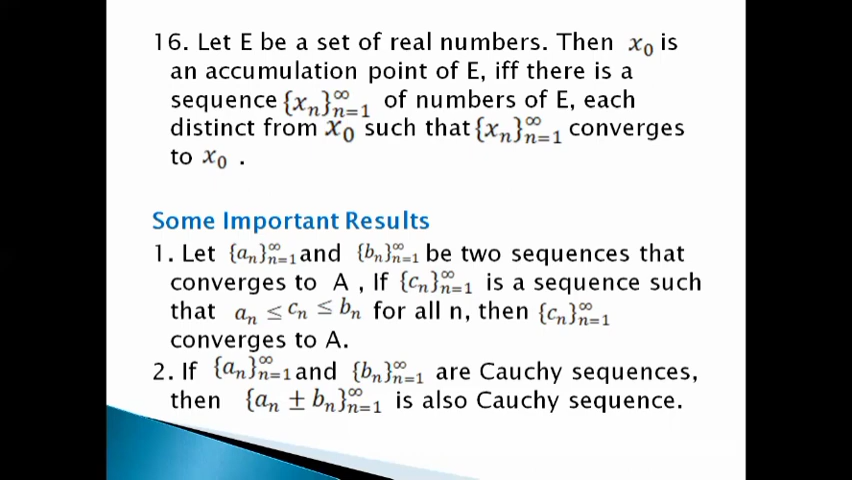 16. Let E be a set of real numbers. Then x₀ is
an accumulation point of E, iff there is a
sequence {xₙ}∞ₙ₌₁ of numbers of E, each
distinct from x₀ such that {xₙ}∞ₙ₌₁ converges
to x₀ .
Some Important Results
1. Let {aₙ}∞ₙ₌₁ and {bₙ}∞ₙ₌₁ be two sequences that
converges to A , If {cₙ}∞ₙ₌₁ is a sequence such
that aₙ ≤ cₙ ≤ bₙ for all n, then {cₙ}∞ₙ₌₁
converges to A.
2. If {aₙ}∞ₙ₌₁ and {bₙ}∞ₙ₌₁ are Cauchy sequences,
then {aₙ ± bₙ}∞ₙ₌₁ is also Cauchy sequence.